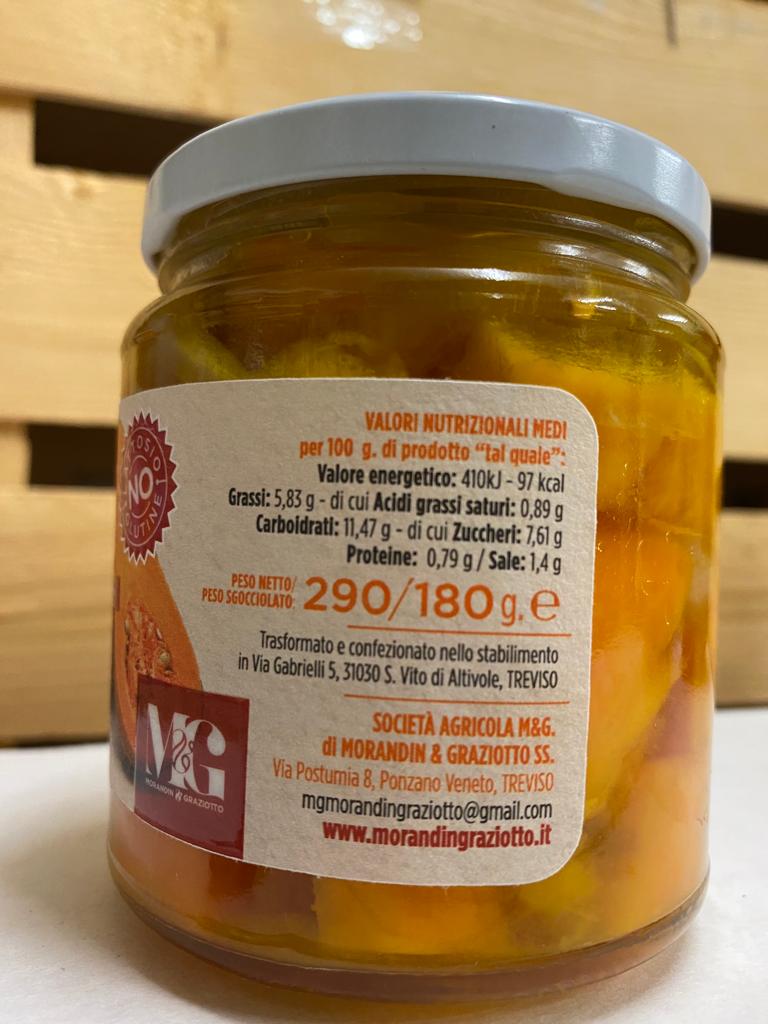 VALORI NUTRIZIONALI MEDI
per 100 g. di prodotto "tal quale":
Valore energetico: 410kJ - 97 kcal
Grassi: 5,83 g - di cui Acidi grassi saturi: 0,89 g
Carboidrati: 11,47 g - di cui Zuccheri: 7,61 g
Proteine: 0,79 g / Sale: 1,4 g
PESO NETTO/
PESO SGOCCIOLATO: 290/180 g. e
Trasformato e confezionato nello stabilimento
in Via Gabrielli 5, 31030 S. Vito di Altivole, TREVISO
SOCIETÀ AGRICOLA M&G.
di MORANDIN & GRAZIOTTO SS.
Via Postumia 8, Ponzano Veneto, TREVISO
mgmorandingraziotto@gmail.com
www.morandingraziotto.it
NO
M&G
MORANDIN & GRAZIOTTO